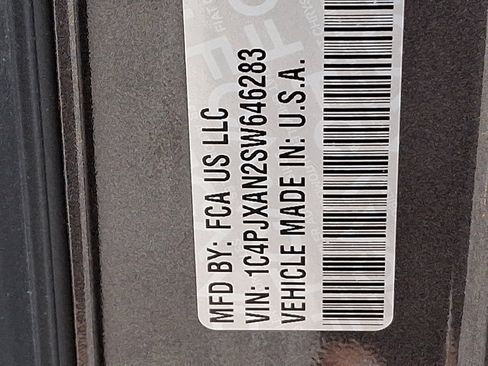 MFD BY: FCA US LLC
VIN: 1C4PJXAN2SW646283
VEHICLE MADE IN: U.S.A.